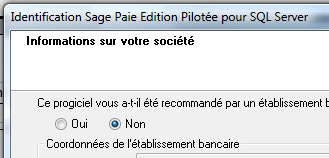 Identification Sage Paie Edition Pilotée pour SQL Server
Informations sur votre société
Ce progiciel vous a-t-il été recommandé par un établissement
Oui Non
Coordonnées de l'établissement bancaire